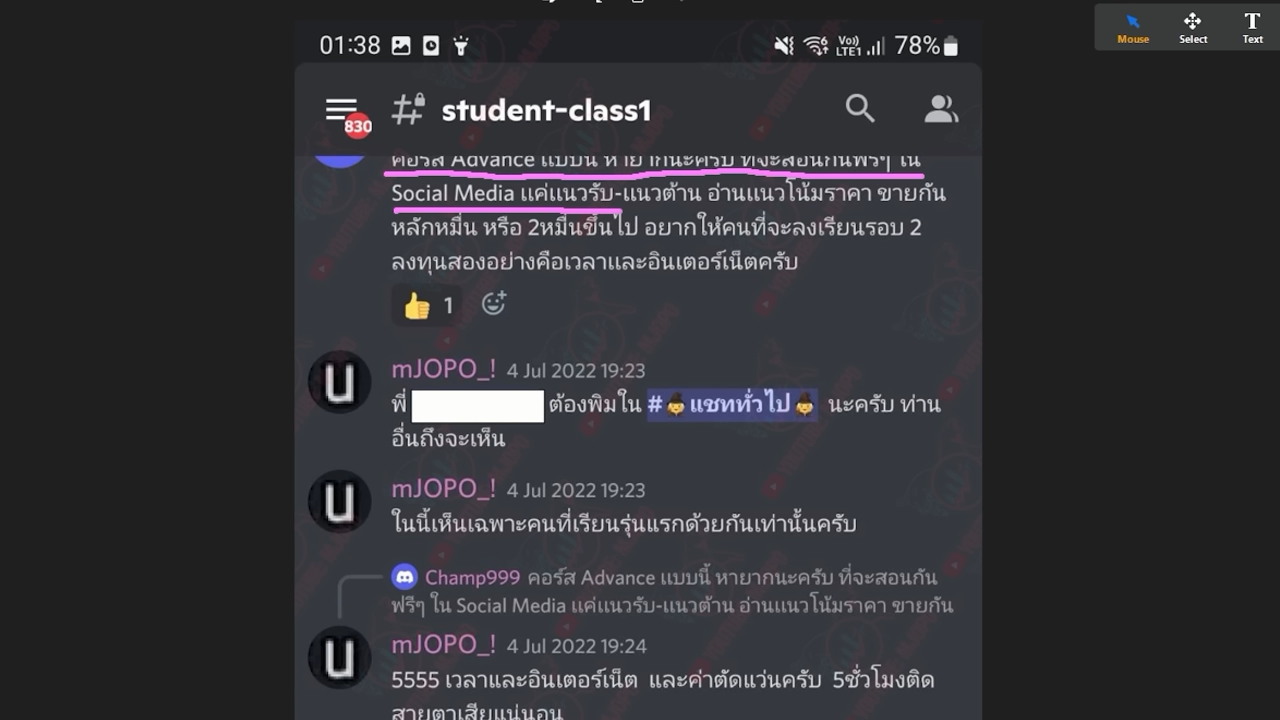 01:38
Vo)) LTE1 78%
Mouse Select Text
830 # student-class1
คอร์ส Advance แบบนี้ หายากนะครับ ที่จะสอนกันฟรีๆ ใน
Social Media แค่แนวรับ-แนวต้าน อ่านแนวโน้มราคา ขายกัน
หลักหมื่น หรือ 2หมื่นขึ้นไป อยากให้คนที่จะลงเรียนรอบ 2
ลงทุนสองอย่างคือเวลาและอินเตอร์เน็ตครับ
1
mJOPO_! 4 Jul 2022 19:23
พี่ ต้องพิมใน #แชททั่วไป นะครับ ท่าน
อื่นถึงจะเห็น
mJOPO_! 4 Jul 2022 19:23
ในนี้เห็นเฉพาะคนที่เรียนรุ่นแรกด้วยกันเท่านั้นครับ
Champ999 คอร์ส Advance แบบนี้ หายากนะครับ ที่จะสอนกัน
ฟรีๆ ใน Social Media แค่แนวรับ-แนวต้าน อ่านแนวโน้มราคา ขายกัน
mJOPO_! 4 Jul 2022 19:24
5555 เวลาและอินเตอร์เน็ต และค่าตัดแว่นครับ 5ชั่วโมงติด
สายตาเสียแน่นอน